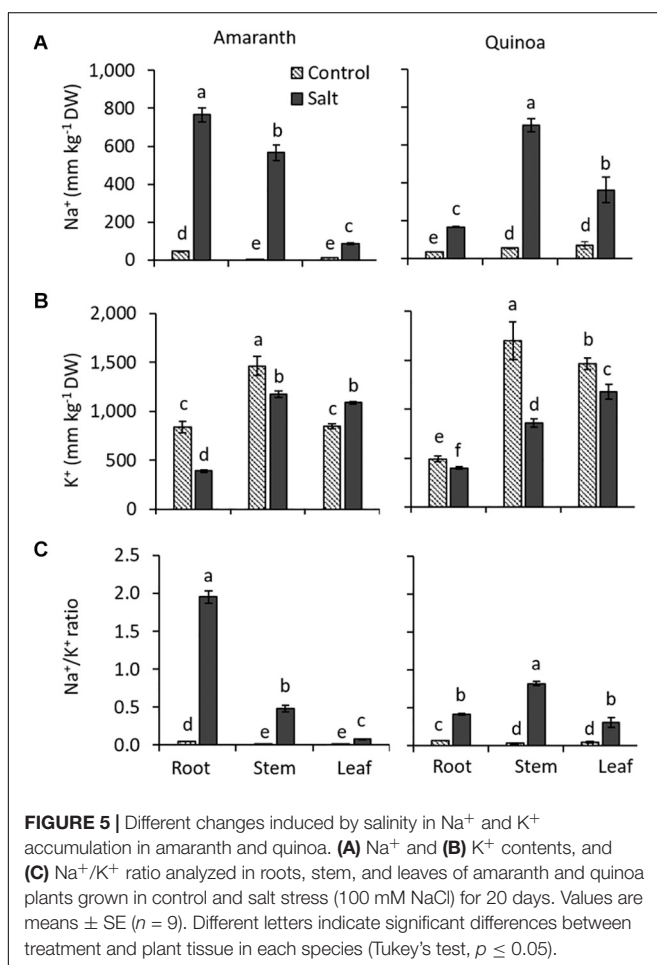 Amaranth
Quinoa
A
Control
Salt
Na⁺ (mm kg⁻¹ DW)
1,000
800
600
400
200
0
d a e b e c
e c d a d b
B
K⁺ (mm kg⁻¹ DW)
2,000
1,500
1,000
500
0
c d a b c b
e f a d b c
C
Na⁺/K⁺ ratio
2.5
2.0
1.5
1.0
0.5
0.0
d a e b e c
c b d a d b
Root Stem Leaf
Root Stem Leaf
FIGURE 5 | Different changes induced by salinity in Na⁺ and K⁺
accumulation in amaranth and quinoa. (A) Na⁺ and (B) K⁺ contents, and
(C) Na⁺/K⁺ ratio analyzed in roots, stem, and leaves of amaranth and quinoa
plants grown in control and salt stress (100 mM NaCl) for 20 days. Values are
means ± SE (n = 9). Different letters indicate significant differences between
treatment and plant tissue in each species (Tukey's test, p ≤ 0.05).